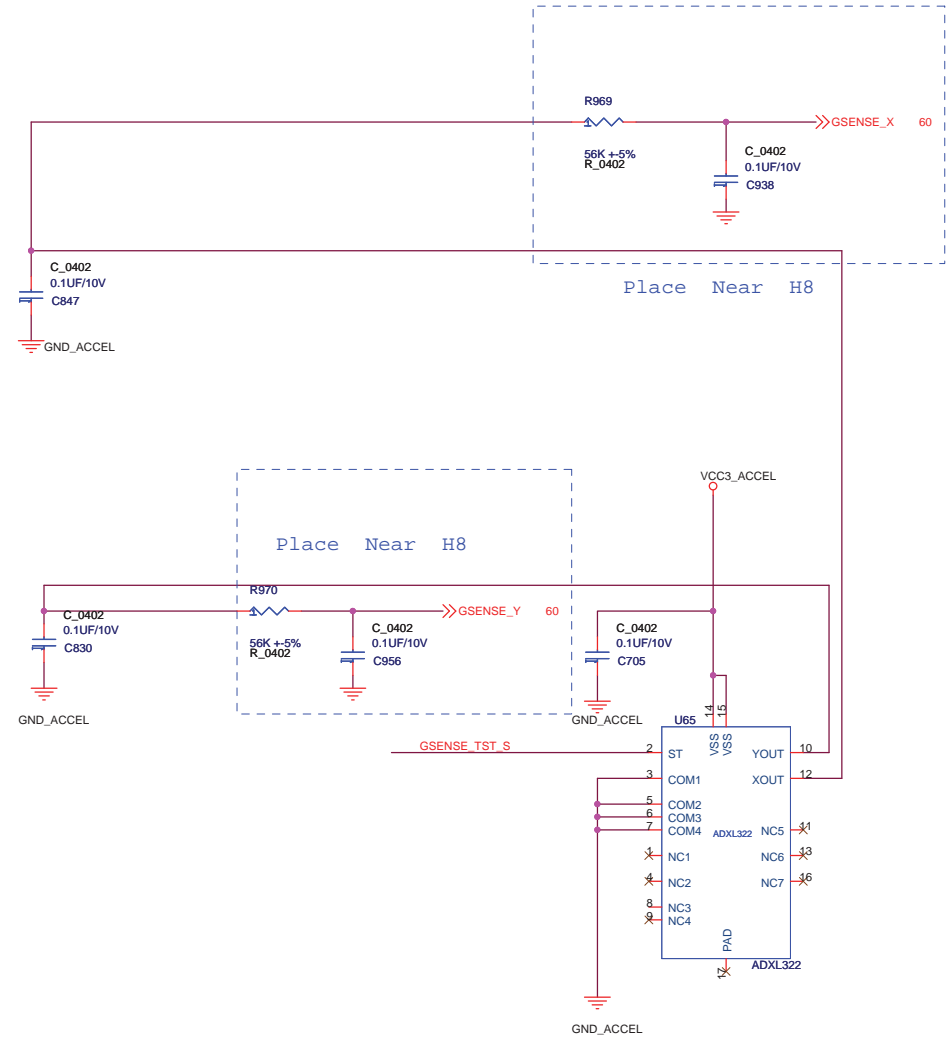 R969
1
56K +-5%
R_0402
GSENSE_X 60
C_0402
0.1UF/10V
C938
Place Near H8
C_0402
0.1UF/10V
C847
GND_ACCEL
VCC3_ACCEL
Place Near H8
R970
1
56K +-5%
R_0402
GSENSE_Y 60
C_0402
0.1UF/10V
C830
GND_ACCEL
C_0402
0.1UF/10V
C956
C_0402
0.1UF/10V
C705
GND_ACCEL
U65
14
15
VSS
VSS
GSENSE_TST_S
2 ST
3 COM1
5 COM2
6 COM3
7 COM4
1 NC1
4 NC2
8 NC3
9 NC4
ADXL322
YOUT 10
XOUT 12
NC5 11
NC6 13
NC7 16
PAD
17
ADXL322
GND_ACCEL